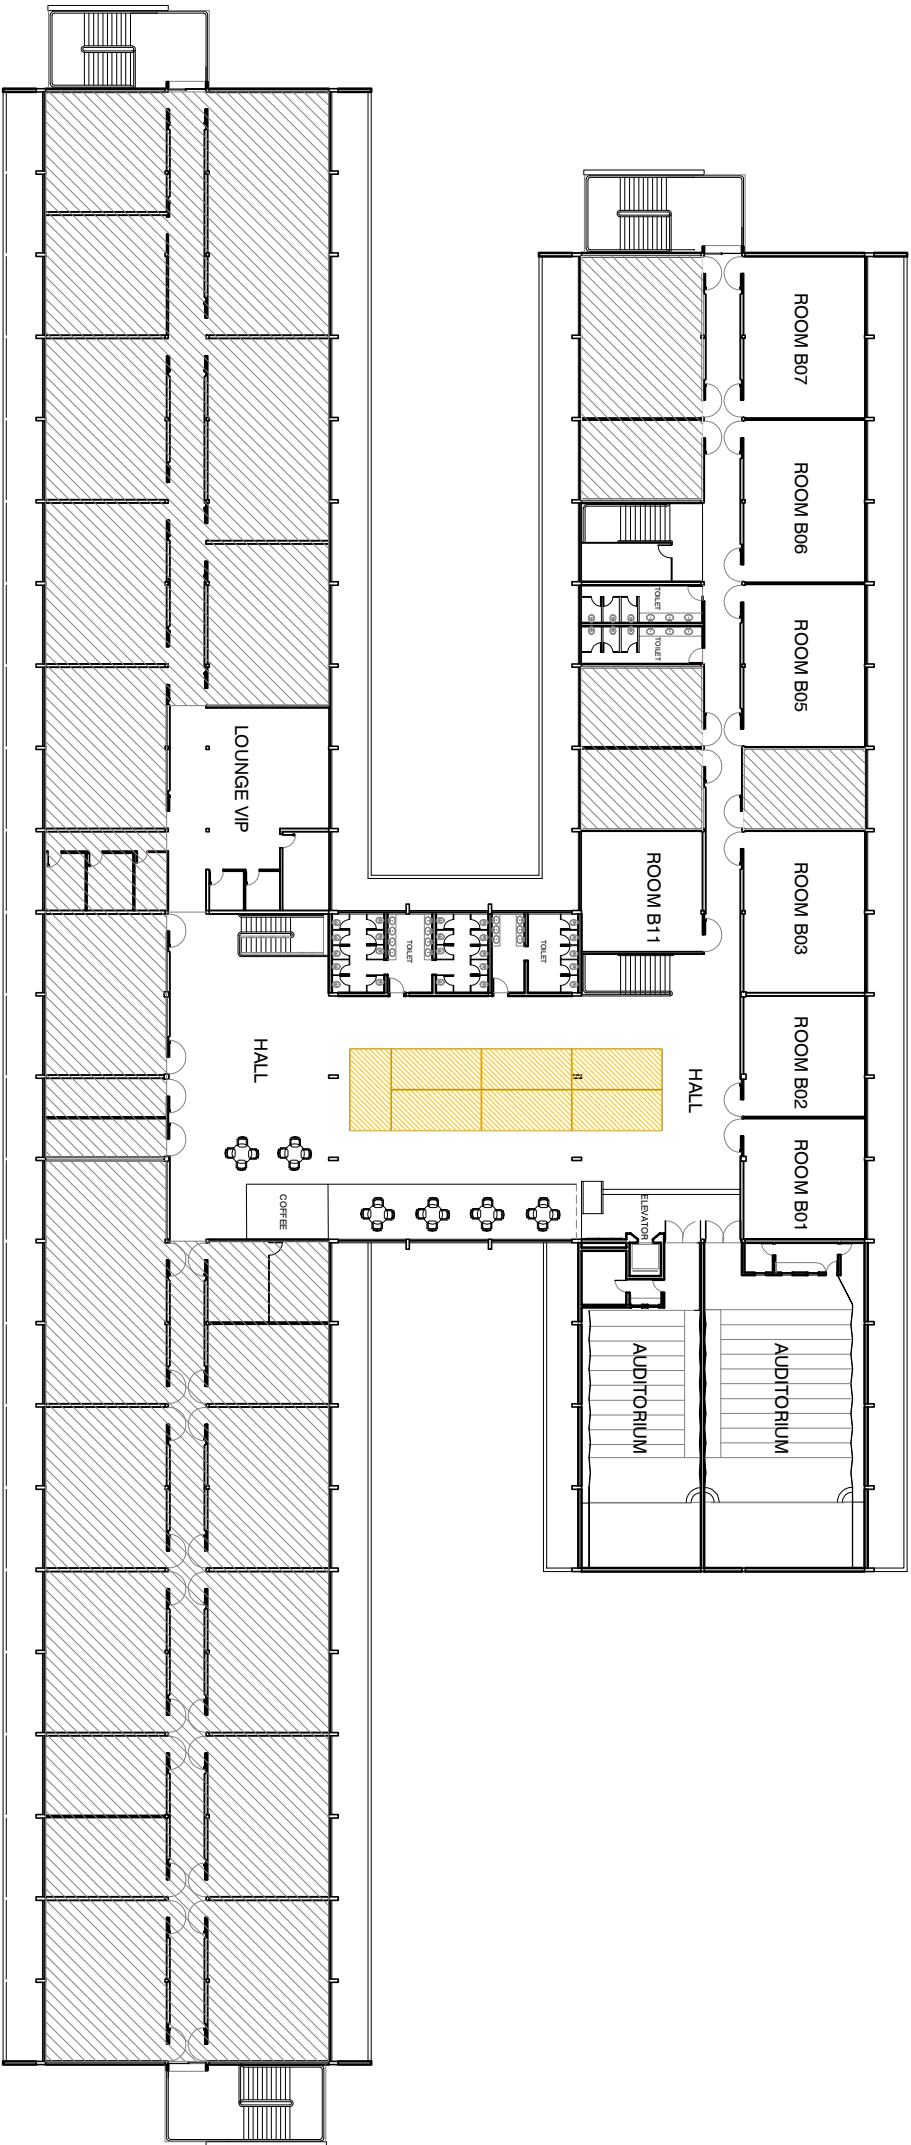 ROOM B07
ROOM B06
TOILET
TOILET
ROOM B05
LOUNGE VIP
ROOM B11
ROOM B03
TOILET
TOILET
HALL
HALL
ROOM B02
ROOM B01
COFFEE
ELEVATOR
AUDITORIUM
AUDITORIUM